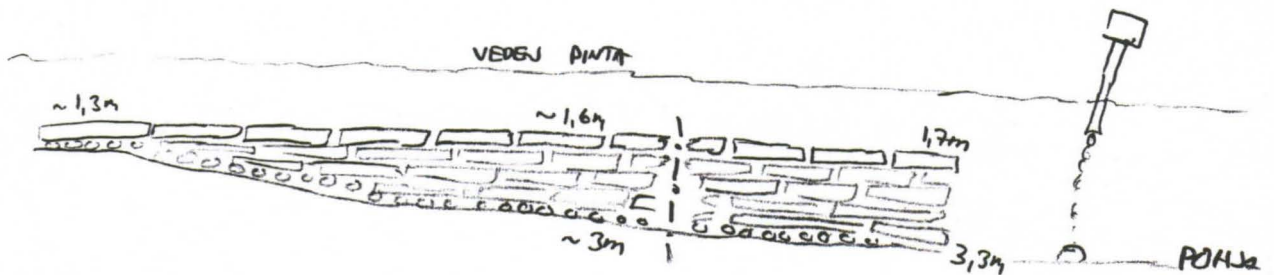 VEDEN PINTA
~ 1,3m
~ 1,6m
1,7m
~ 3m
3,3m
POHJA